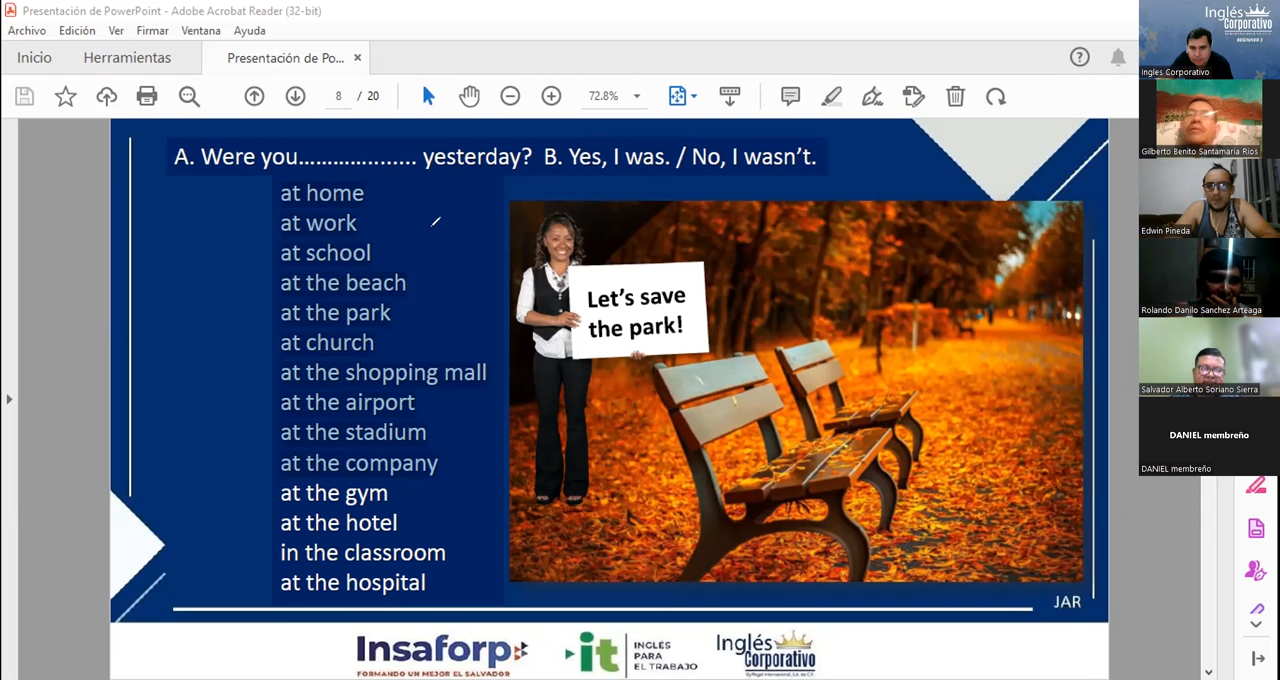 Presentación de PowerPoint - Adobe Acrobat Reader (32-bit)
Archivo Edición Ver Firmar Ventana Ayuda
Inicio Herramientas Presentación de Po... ×
8 / 20 72.8%
A. Were you.................... yesterday? B. Yes, I was. / No, I wasn't.
at home
at work
at school
at the beach
at the park
at church
at the shopping mall
at the airport
at the stadium
at the company
at the gym
at the hotel
in the classroom
at the hospital
Let's save
the park!
JAR
Insaforp
FORMANDO UN MEJOR EL SALVADOR
it INGLÉS
PARA
EL TRABAJO
Inglés
Corporativo
Inglés
Corporativo
BEGINNER 3
Ingles Corporativo
Gilberto Benito Santamaria Rios
Edwin Pineda
Rolando Danilo Sanchez Arteaga
Salvador Alberto Soriano Sierra
DANIEL membreño
DANIEL membreño